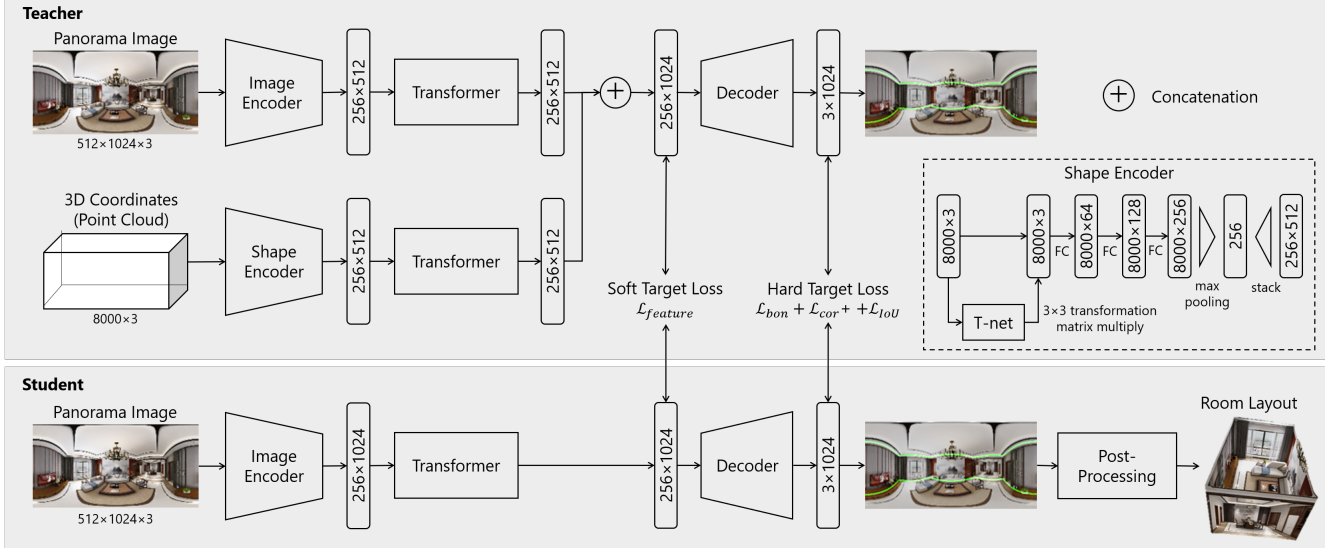 Teacher
Panorama Image
512×1024×3
Image
Encoder
256×512
Transformer
256×512
+
256×1024
Decoder
3×1024
+ Concatenation
3D Coordinates
(Point Cloud)
8000×3
Shape
Encoder
256×512
Transformer
256×512
Soft Target Loss
ℒfeature
Hard Target Loss
ℒbon + ℒcor + +ℒIoU
Shape Encoder
8000×3
8000×3
FC
8000×64
FC
8000×128
FC
8000×256
max
pooling
256
stack
256×512
T-net
3×3 transformation
matrix multiply
Student
Panorama Image
512×1024×3
Image
Encoder
256×1024
Transformer
256×1024
Decoder
3×1024
Post-
Processing
Room Layout